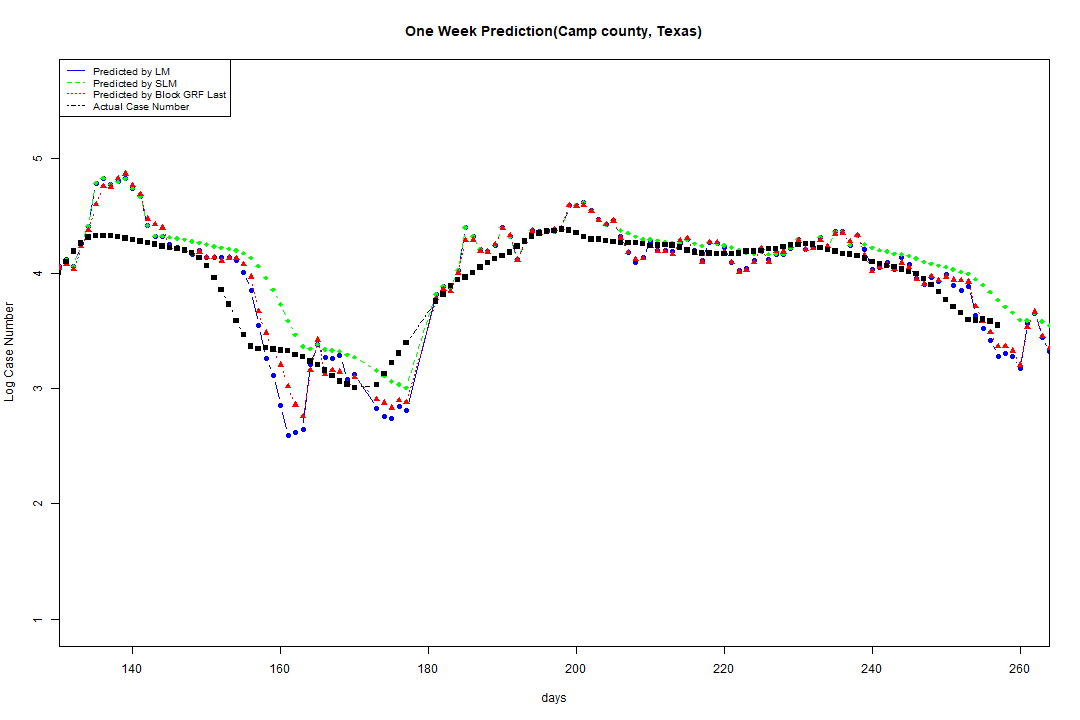 One Week Prediction(Camp county, Texas)
Predicted by LM
Predicted by SLM
Predicted by Block GRF Last
Actual Case Number
Log Case Number
5
4
3
2
1
140 160 180 200 220 240 260
days